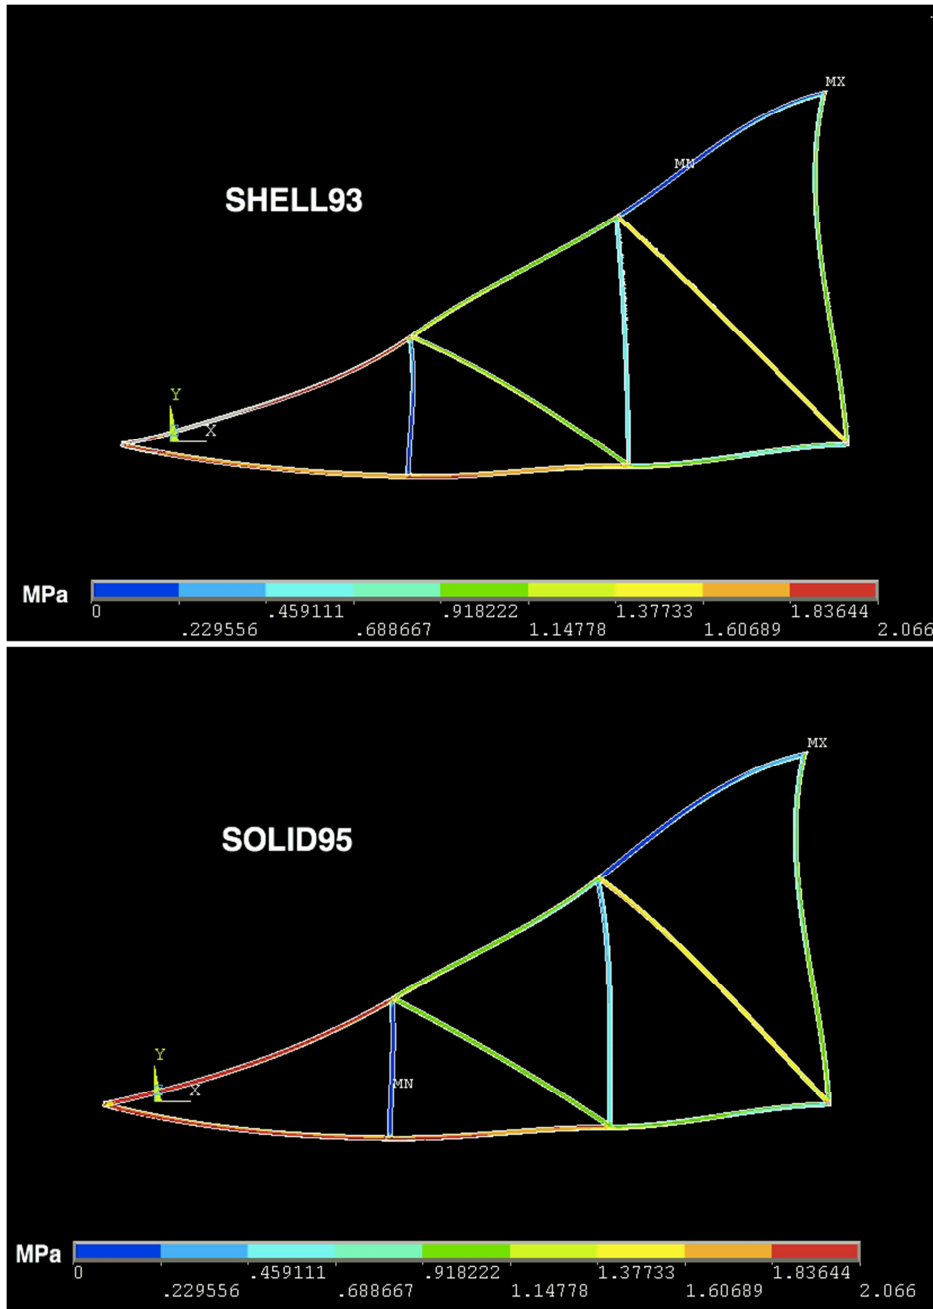 MX
MN
SHELL93
Y
X
MPa
0 .459111 .918222 1.37733 1.83644
.229556 .688667 1.14778 1.60689 2.066
MX
SOLID95
Y
X
MN
MPa
0 .459111 .918222 1.37733 1.83644
.229556 .688667 1.14778 1.60689 2.066